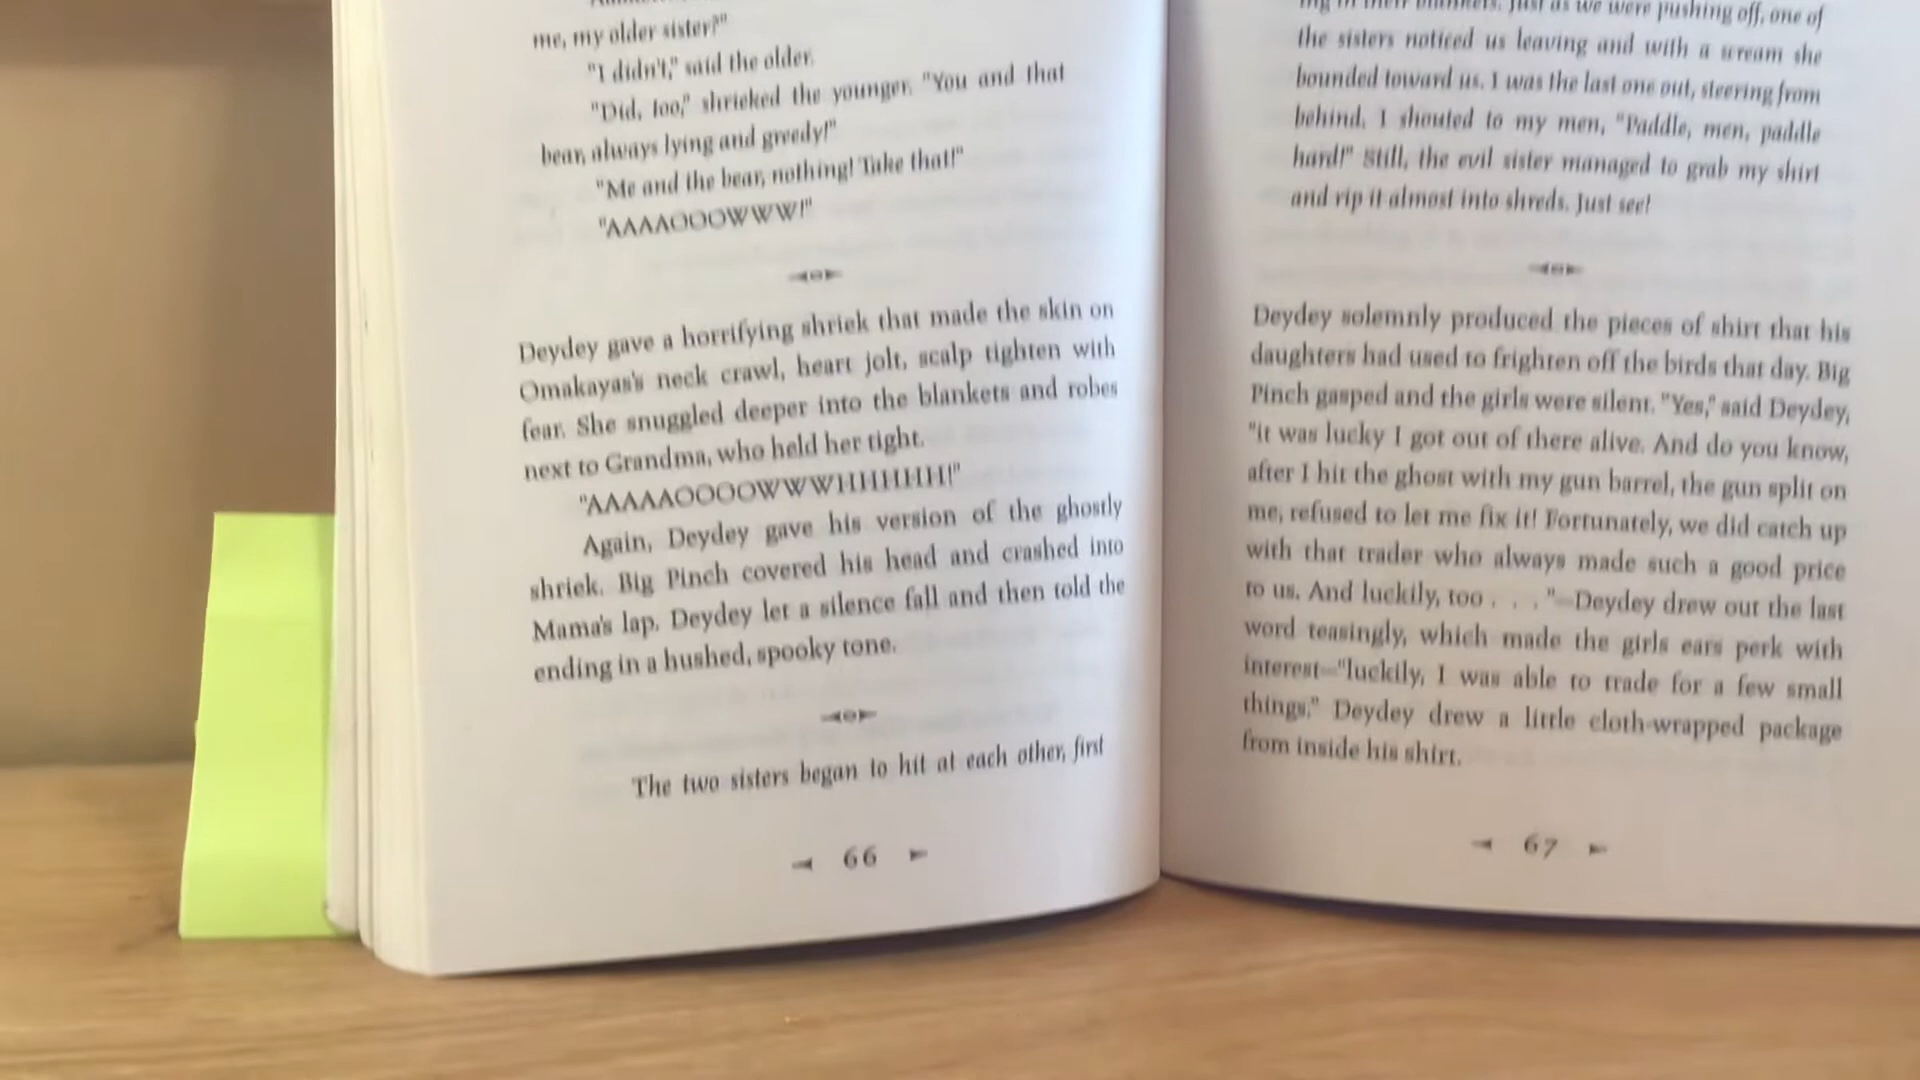 me, my older sister?"
"I didn't," said the older.
"Did, too," shrieked the younger. "You and that
bear, always lying and greedy!"
"Me and the bear, nothing! Take that!"
"AAAAOOOWWW!"
Deydey gave a horrifying shriek that made the skin on
Omakayas's neck crawl, heart jolt, scalp tighten with
fear. She snuggled deeper into the blankets and robes
next to Grandma, who held her tight.
"AAAAAOOOOWWWHHHHHH!"
Again, Deydey gave his version of the ghostly
shriek. Big Pinch covered his head and crashed into
Mama's lap. Deydey let a silence fall and then told the
ending in a hushed, spooky tone.
The two sisters began to hit at each other, first
66
ing in their blankets. Just as we were pushing off, one of
the sisters noticed us leaving and with a scream she
bounded toward us. I was the last one out, steering from
behind. I shouted to my men, "Paddle, men, paddle
hard!" Still, the evil sister managed to grab my shirt
and rip it almost into shreds. Just see!
Deydey solemnly produced the pieces of shirt that his
daughters had used to frighten off the birds that day. Big
Pinch gasped and the girls were silent. "Yes," said Deydey,
"it was lucky I got out of there alive. And do you know,
after I hit the ghost with my gun barrel, the gun split on
me, refused to let me fix it! Fortunately, we did catch up
with that trader who always made such a good price
to us. And luckily, too . . . "—Deydey drew out the last
word teasingly, which made the girls ears perk with
interest—"luckily, I was able to trade for a few small
things." Deydey drew a little cloth-wrapped package
from inside his shirt.
67